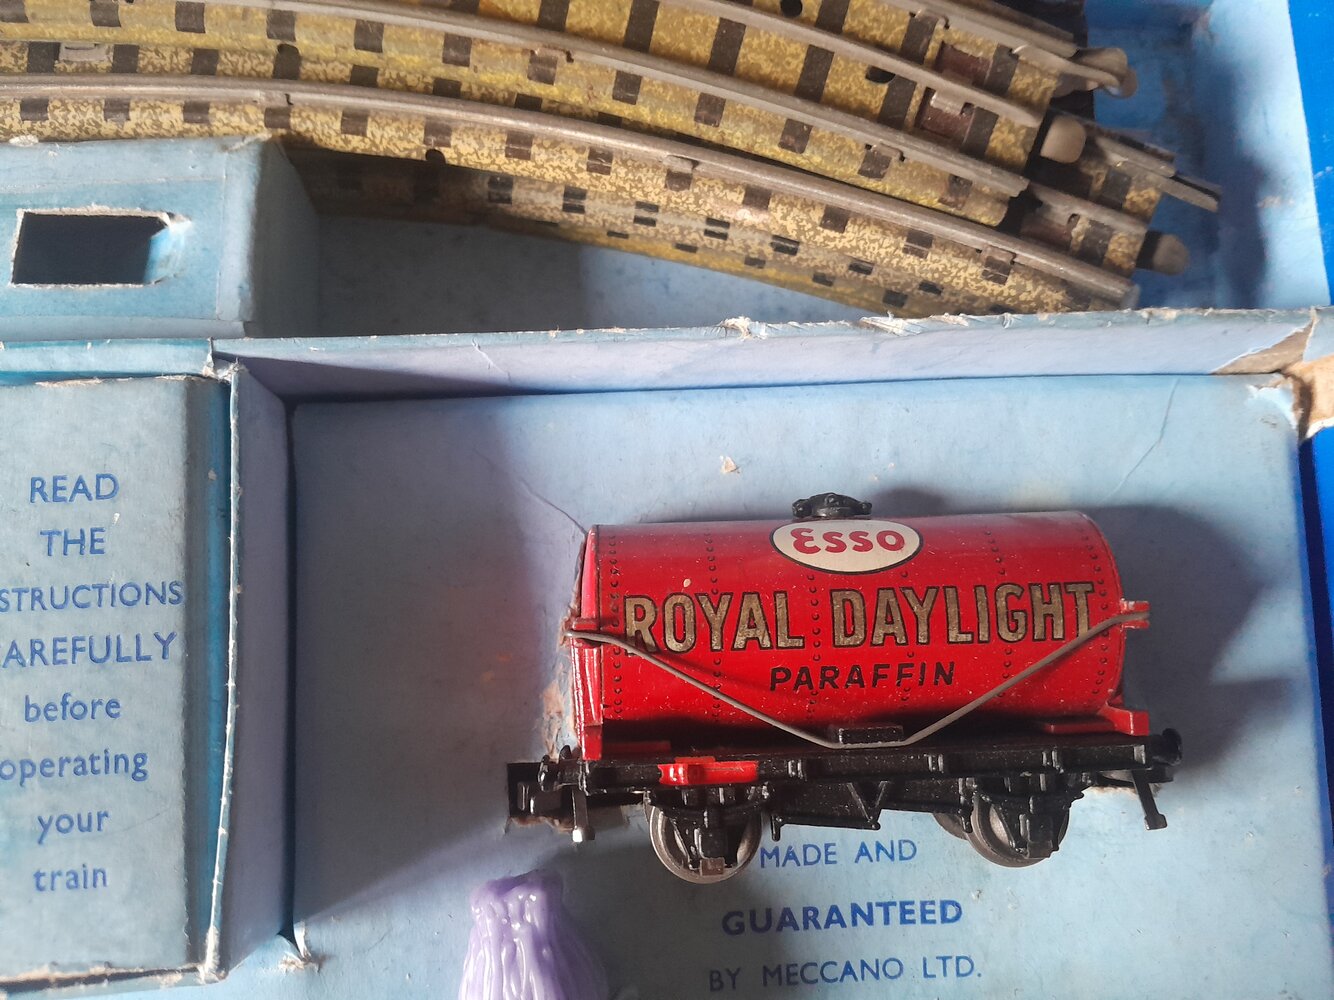 READ
THE
STRUCTIONS
AREFULLY
before
operating
your
train
Esso
ROYAL DAYLIGHT
PARAFFIN
MADE AND
GUARANTEED
BY MECCANO LTD.